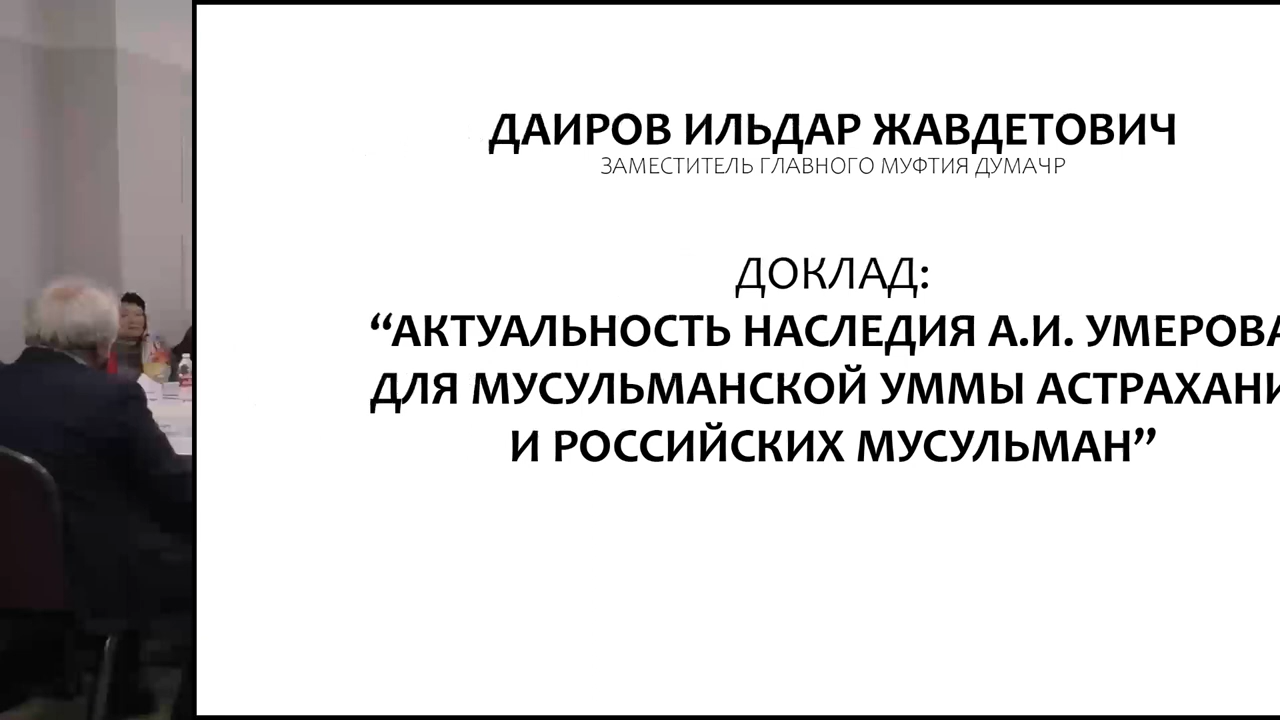 ДАИРОВ ИЛЬДАР ЖАВДЕТОВИЧ
ЗАМЕСТИТЕЛЬ ГЛАВНОГО МУФТИЯ ДУМАЧР
ДОКЛАД:
“АКТУАЛЬНОСТЬ НАСЛЕДИЯ А.И. УМЕРОВА
ДЛЯ МУСУЛЬМАНСКОЙ УММЫ АСТРАХАНИ
И РОССИЙСКИХ МУСУЛЬМАН”